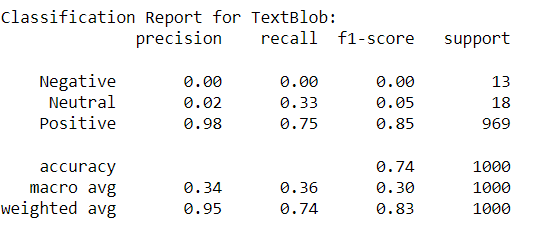 Classification Report for TextBlob:
precision recall f1-score support
Negative 0.00 0.00 0.00 13
Neutral 0.02 0.33 0.05 18
Positive 0.98 0.75 0.85 969
accuracy 0.74 1000
macro avg 0.34 0.36 0.30 1000
weighted avg 0.95 0.74 0.83 1000